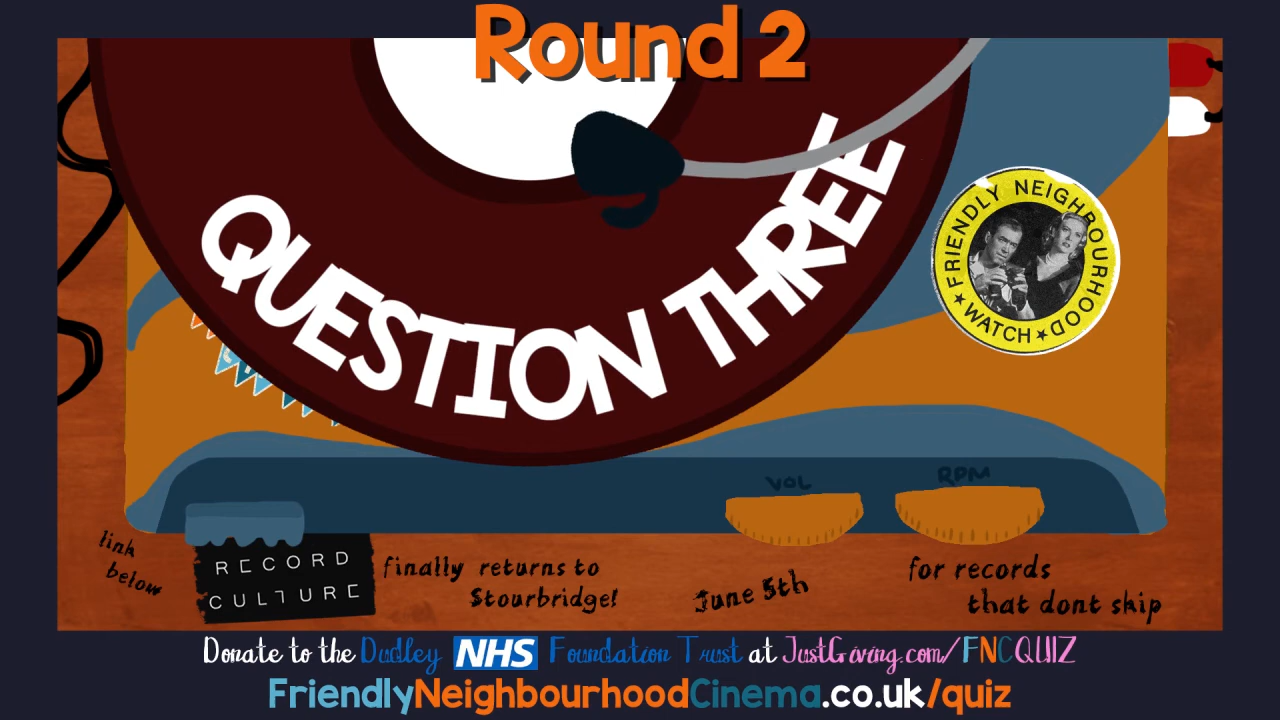 Round 2
QUESTION THREE
FRIENDLY NEIGHBOURHOOD
★ WATCH ★
VOL
RPM
link
below
RECORD
CULTURE
finally returns to
Stourbridge!
June 5th
for records
that dont skip
Donate to the Dudley NHS Foundation Trust at JustGiving.com/FNCQUIZ
FriendlyNeighbourhoodCinema.co.uk/quiz